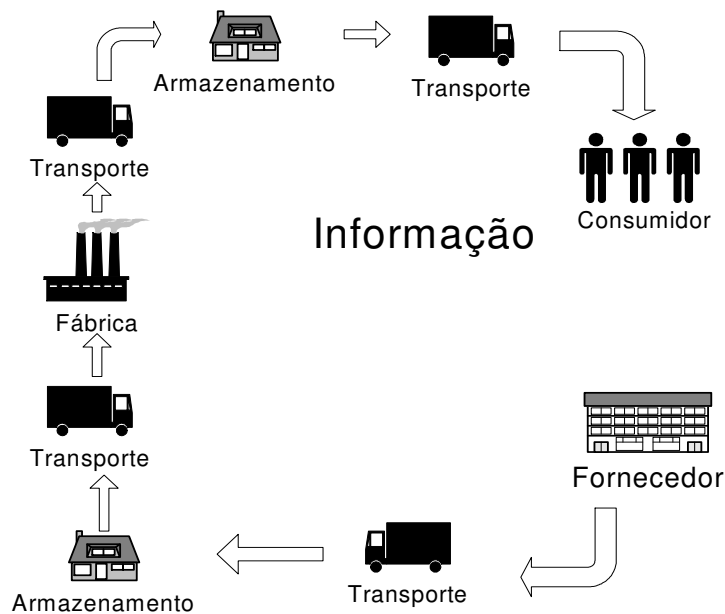 Armazenamento
Transporte
Transporte
Consumidor
Informação
Fábrica
Transporte
Fornecedor
Armazenamento
Transporte